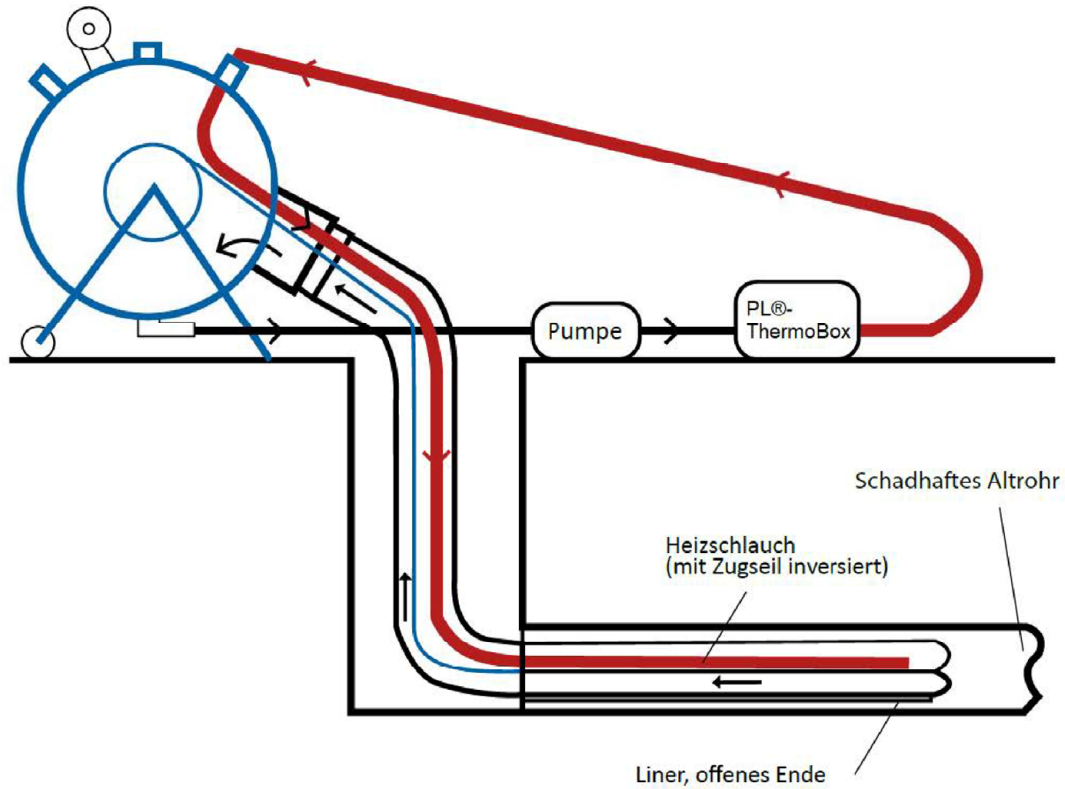 Pumpe
PL®-
ThermoBox
Schadhaftes Altrohr
Heizschlauch
(mit Zugseil inversiert)
Liner, offenes Ende